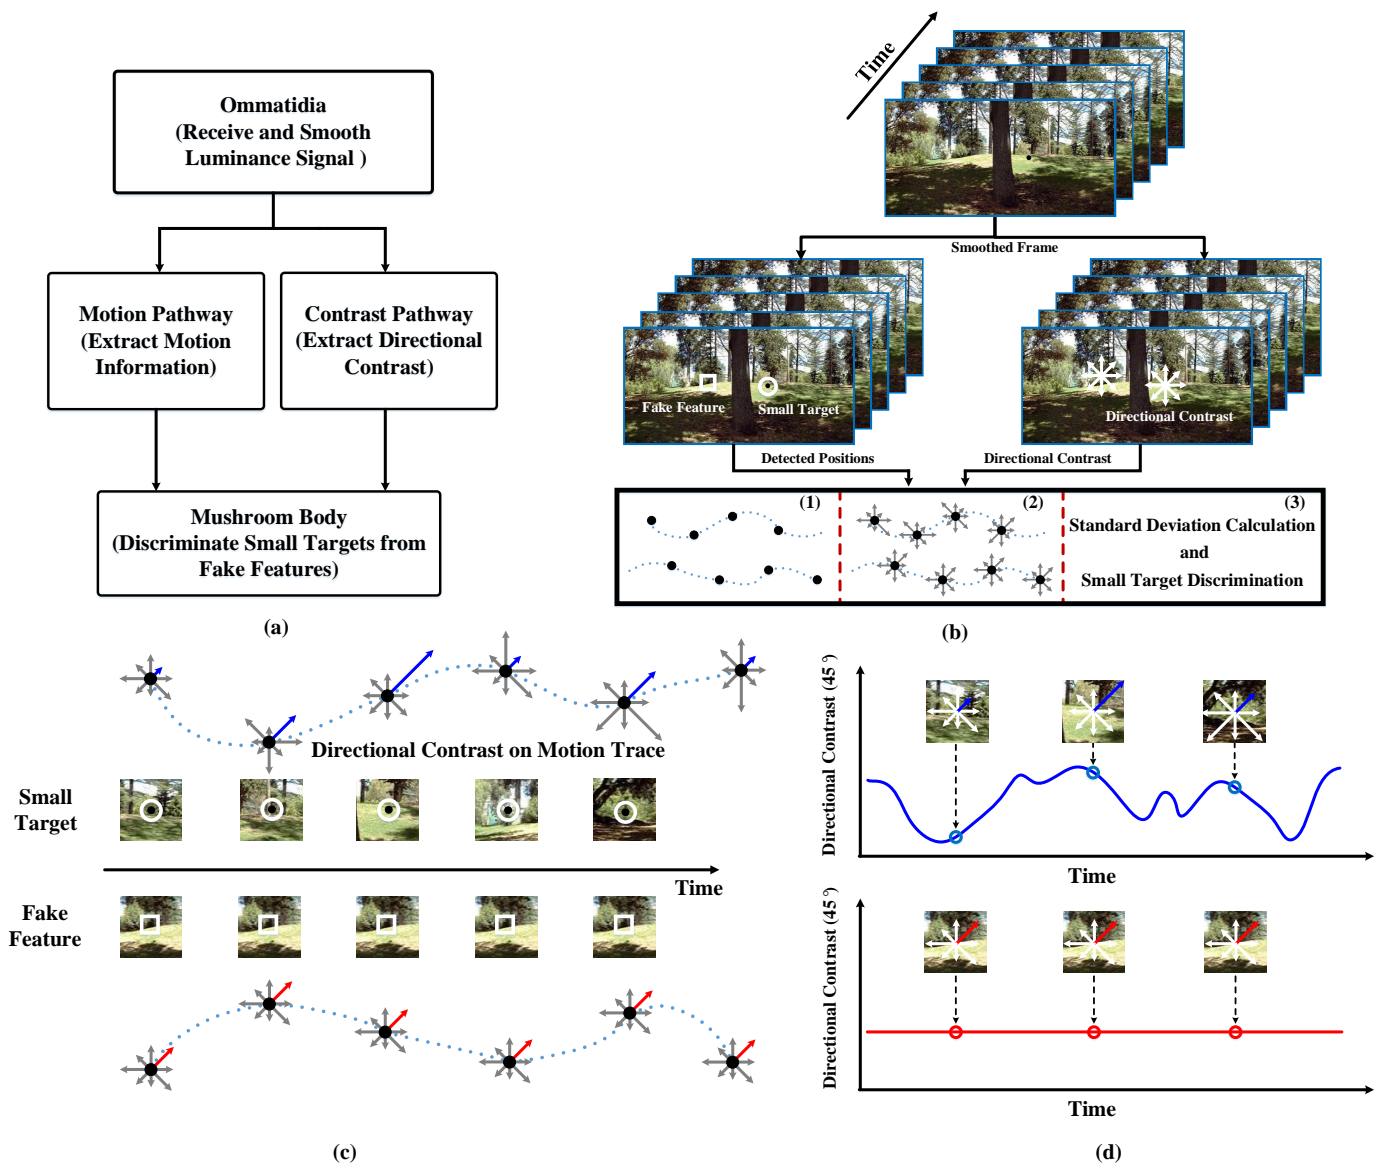 Ommatidia
(Receive and Smooth
Luminance Signal )
Motion Pathway
(Extract Motion
Information)
Contrast Pathway
(Extract Directional
Contrast)
Mushroom Body
(Discriminate Small Targets from
Fake Features)
(a)
Time
Smoothed Frame
Fake Feature
Small Target
Directional Contrast
Detected Positions
Directional Contrast
(1)
(2)
(3)
Standard Deviation Calculation
and
Small Target Discrimination
(b)
Directional Contrast on Motion Trace
Small
Target
Time
Fake
Feature
(c)
Directional Contrast (45°)
Time
Directional Contrast (45°)
Time
(d)